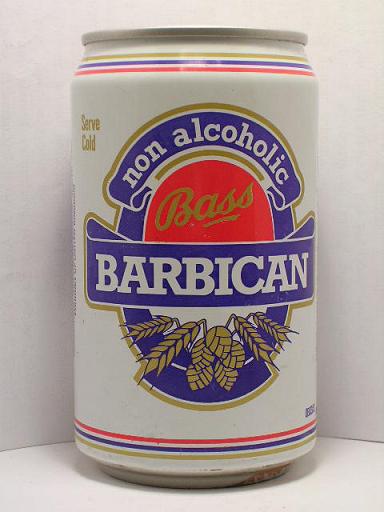 Serve
Cold
non alcoholic
Bass
BARBICAN